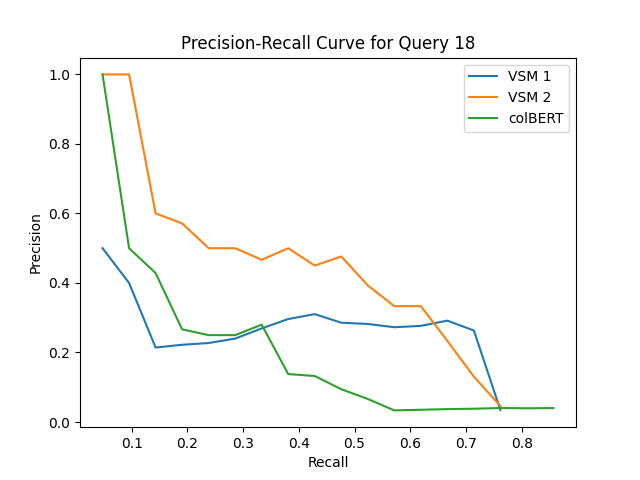 Precision-Recall Curve for Query 18
VSM 1
VSM 2
colBERT
Precision
1.0
0.8
0.6
0.4
0.2
0.0
0.1 0.2 0.3 0.4 0.5 0.6 0.7 0.8
Recall